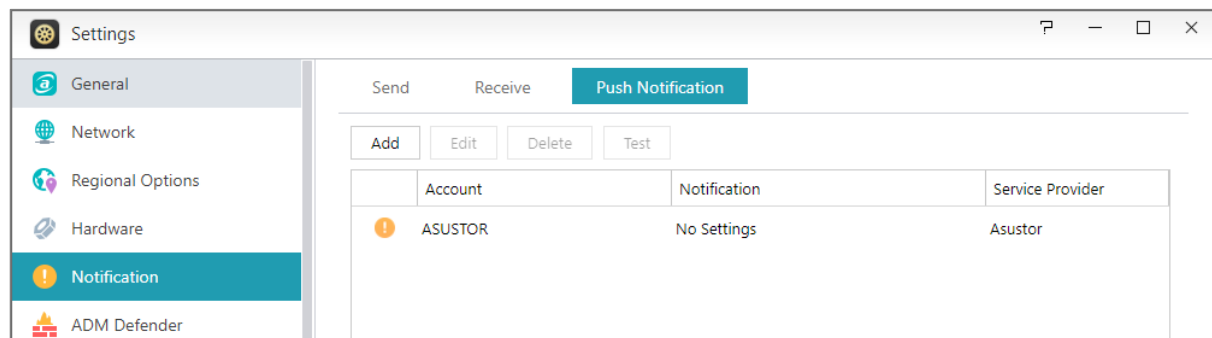 Settings
General
Network
Regional Options
Hardware
Notification
ADM Defender
Send Receive Push Notification
Add Edit Delete Test
Account Notification Service Provider
ASUSTOR No Settings Asustor